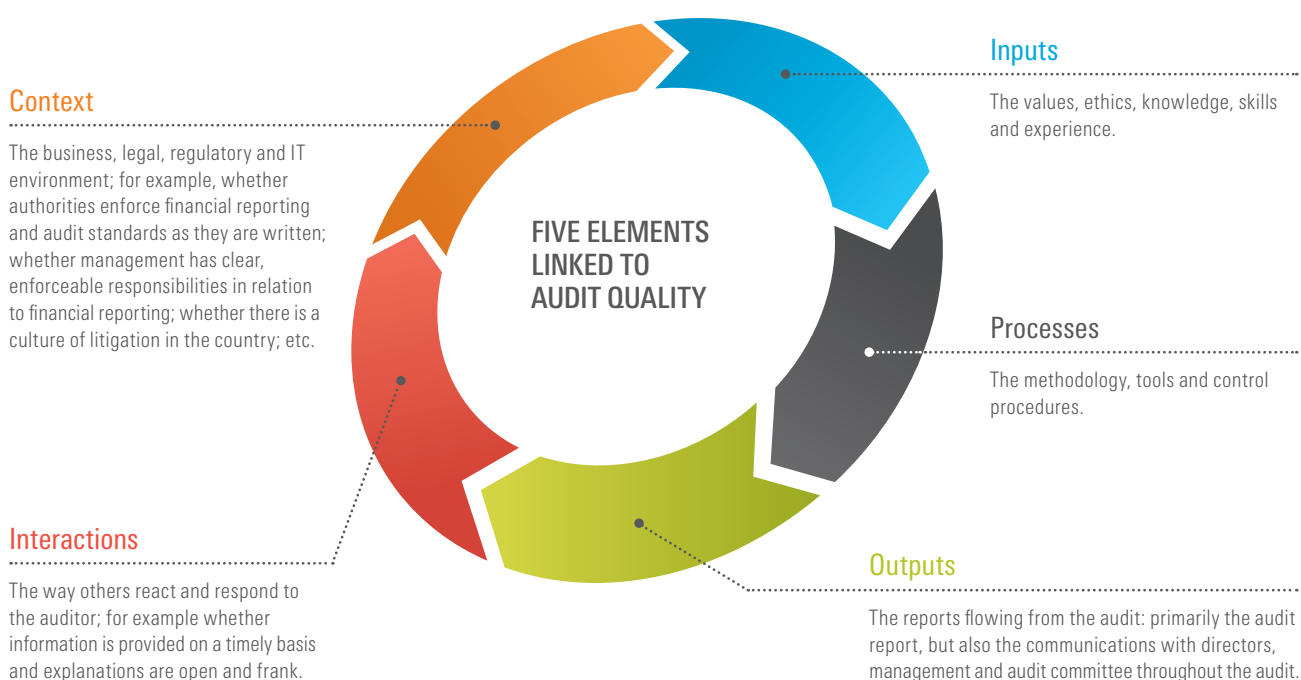 FIVE ELEMENTS
LINKED TO
AUDIT QUALITY
Inputs
The values, ethics, knowledge, skills
and experience.
Processes
The methodology, tools and control
procedures.
Outputs
The reports flowing from the audit: primarily the audit
report, but also the communications with directors,
management and audit committee throughout the audit.
Interactions
The way others react and respond to
the auditor; for example whether
information is provided on a timely basis
and explanations are open and frank.
Context
The business, legal, regulatory and IT
environment; for example, whether
authorities enforce financial reporting
and audit standards as they are written;
whether management has clear,
enforceable responsibilities in relation
to financial reporting; whether there is a
culture of litigation in the country; etc.